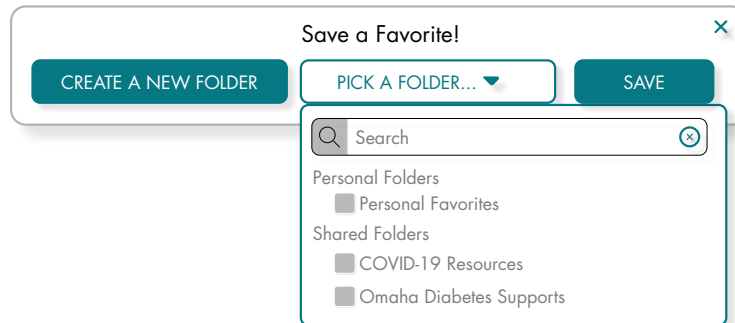 Save a Favorite!
CREATE A NEW FOLDER
PICK A FOLDER...
SAVE
Search
Personal Folders
Personal Favorites
Shared Folders
COVID-19 Resources
Omaha Diabetes Supports